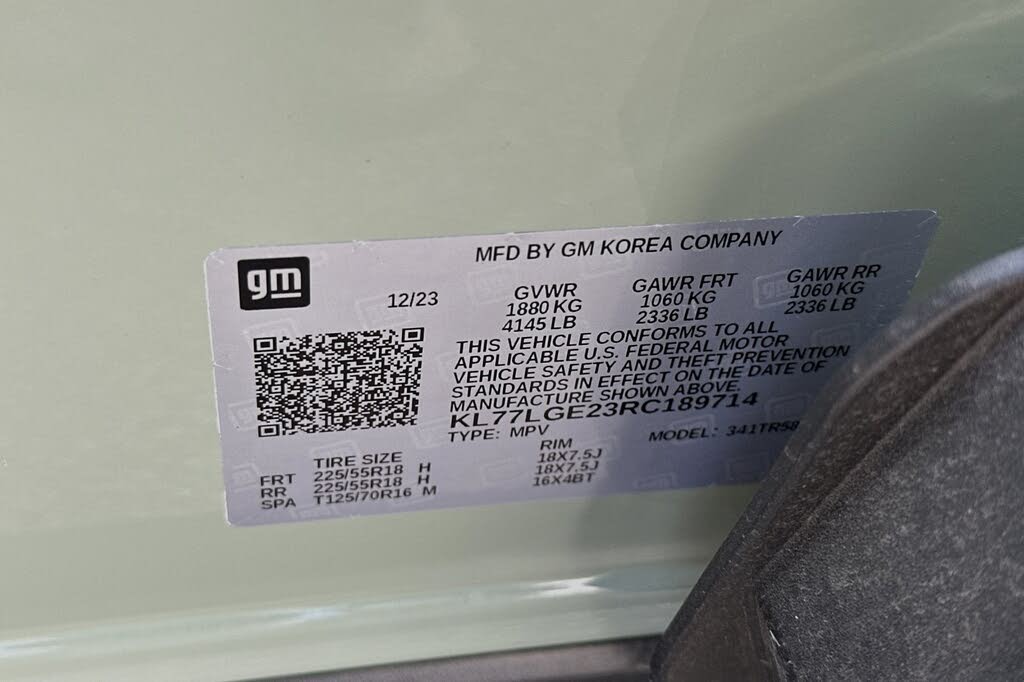 MFD BY GM KOREA COMPANY
gm
12/23
GVWR GAWR FRT GAWR RR
1880 KG 1060 KG 1060 KG
4145 LB 2336 LB 2336 LB
THIS VEHICLE CONFORMS TO ALL
APPLICABLE U.S. FEDERAL MOTOR
VEHICLE SAFETY AND THEFT PREVENTION
STANDARDS IN EFFECT ON THE DATE OF
MANUFACTURE SHOWN ABOVE.
KL77LGE23RC189714
TYPE: MPV MODEL: 341TR58
TIRE SIZE RIM
FRT 225/55R18 H 18X7.5J
RR 225/55R18 H 18X7.5J
SPA T125/70R16 M 16X4BT